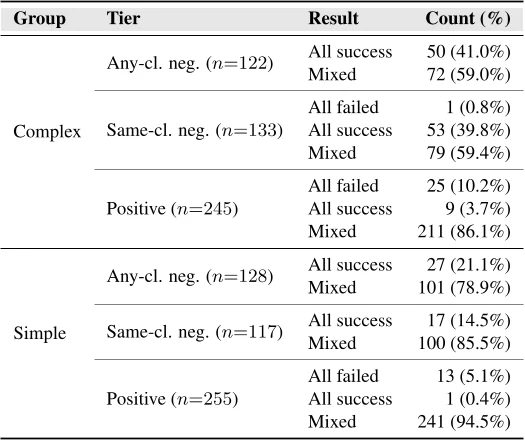 Group Tier Result Count (%)
Complex Any-cl. neg. (n=122) All success 50 (41.0%)
Mixed 72 (59.0%)
Same-cl. neg. (n=133) All failed 1 (0.8%)
All success 53 (39.8%)
Mixed 79 (59.4%)
Positive (n=245) All failed 25 (10.2%)
All success 9 (3.7%)
Mixed 211 (86.1%)
Simple Any-cl. neg. (n=128) All success 27 (21.1%)
Mixed 101 (78.9%)
Same-cl. neg. (n=117) All success 17 (14.5%)
Mixed 100 (85.5%)
Positive (n=255) All failed 13 (5.1%)
All success 1 (0.4%)
Mixed 241 (94.5%)